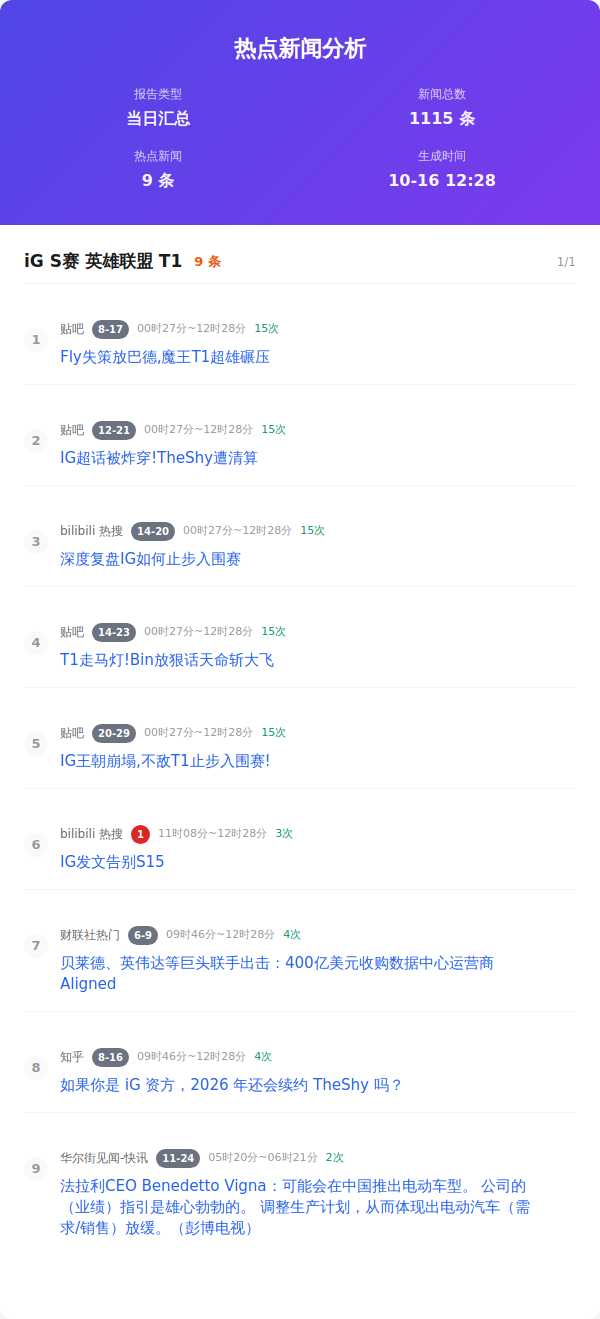 热点新闻分析
报告类型
新闻总数
当日汇总
1115 条
热点新闻
生成时间
9 条
10-16 12:28
iG S赛 英雄联盟 T1 9 条 1/1
1 贴吧 8-17 00时27分~12时28分 15次
Fly失策放巴德,魔王T1超雄碾压
2 贴吧 12-21 00时27分~12时28分 15次
IG超话被炸穿!TheShy遭清算
3 bilibili 热搜 14-20 00时27分~12时28分 15次
深度复盘IG如何止步入围赛
4 贴吧 14-23 00时27分~12时28分 15次
T1走马灯!Bin放狠话天命斩大飞
5 贴吧 20-29 00时27分~12时28分 15次
IG王朝崩塌,不敌T1止步入围赛!
6 bilibili 热搜 1 11时08分~12时28分 3次
IG发文告别S15
7 财联社热门 6-9 09时46分~12时28分 4次
贝莱德、英伟达等巨头联手出击：400亿美元收购数据中心运营商
Aligned
8 知乎 8-16 09时46分~12时28分 4次
如果你是 iG 资方，2026 年还会续约 TheShy 吗？
9 华尔街见闻-快讯 11-24 05时20分~06时21分 2次
法拉利CEO Benedetto Vigna：可能会在中国推出电动车型。 公司的
（业绩）指引是雄心勃勃的。 调整生产计划，从而体现出电动汽车（需
求/销售）放缓。（彭博电视）